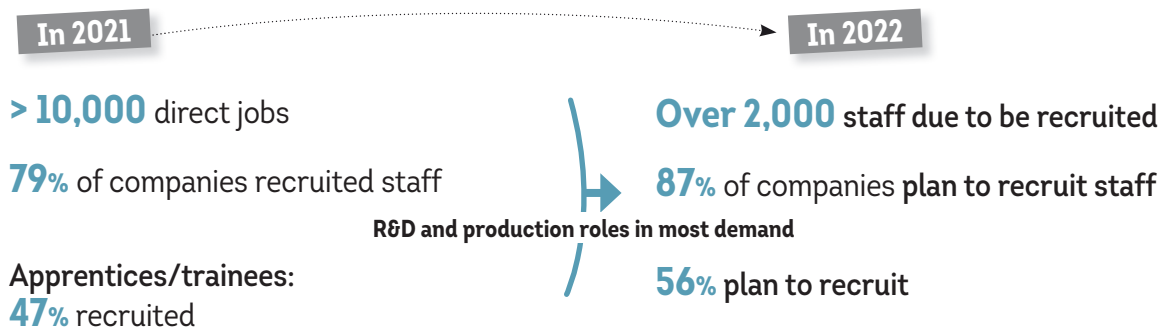 In 2021
In 2022
> 10,000 direct jobs
Over 2,000 staff due to be recruited
79% of companies recruited staff
87% of companies plan to recruit staff
R&D and production roles in most demand
Apprentices/trainees:
47% recruited
56% plan to recruit